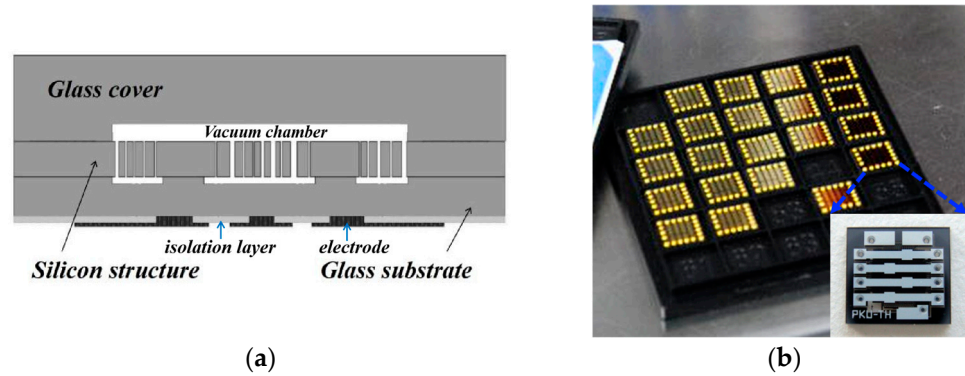 (a)
Glass cover
Vacuum chamber
isolation layer
electrode
Silicon structure
Glass substrate
(b)
PKU-TH